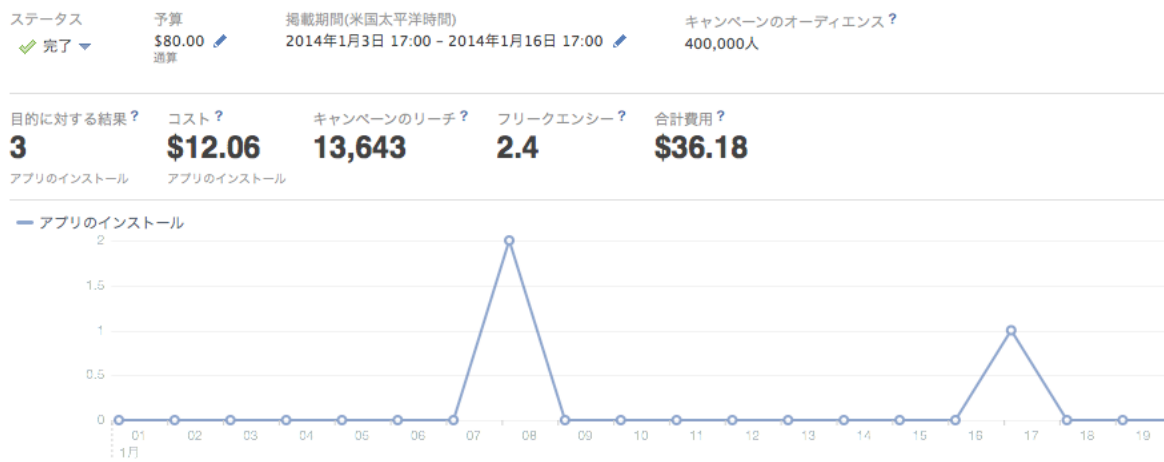 ステータス 予算 掲載期間(米国太平洋時間) キャンペーンのオーディエンス ?
完了 $80.00 2014年1月3日 17:00 – 2014年1月16日 17:00 400,000人
通算
目的に対する結果 ? コスト ? キャンペーンのリーチ ? フリークエンシー ? 合計費用 ?
3 $12.06 13,643 2.4 $36.18
アプリのインストール アプリのインストール
アプリのインストール
2
1.5
1
0.5
0
01 02 03 04 05 06 07 08 09 10 11 12 13 14 15 16 17 18 19
1月